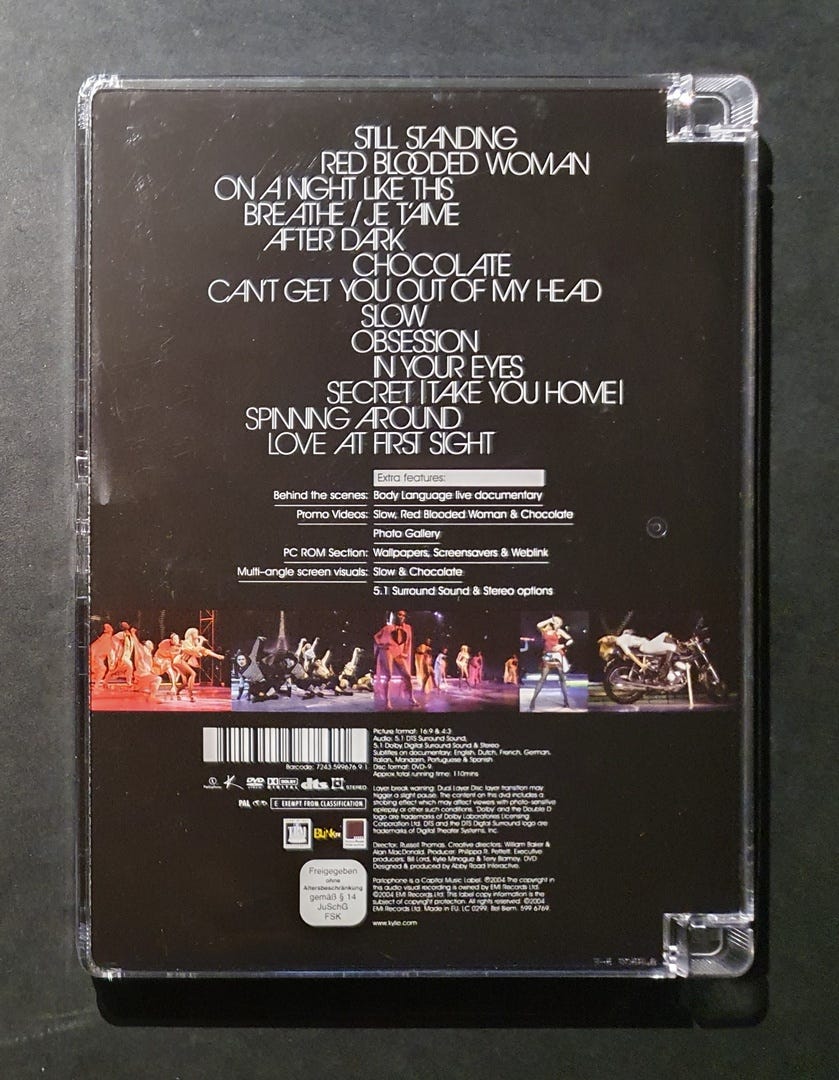 STILL STANDING
RED BLOODED WOMAN
ON A NIGHT LIKE THIS
BREATHE / JE T'AIME
AFTER DARK
CHOCOLATE
CAN'T GET YOU OUT OF MY HEAD
SLOW
OBSESSION
IN YOUR EYES
SECRET |TAKE YOU HOME|
SPINNING AROUND
LOVE AT FIRST SIGHT
Extra features:
Behind the scenes: Body Language live documentary
Promo Videos: Slow, Red Blooded Woman & Chocolate
Photo Gallery
PC ROM Section: Wallpapers, Screensavers & Weblink
Multi-angle screen visuals: Slow & Chocolate
5.1 Surround Sound & Stereo options
Barcode: 7243 599676 9 1
Parlophone K DVD DOLBY DIGITAL dts STEREO
PAL E EXEMPT FROM CLASSIFICATION
BLINK TV
Freigegeben
ohne
Altersbeschränkung
gemäß § 14
JuSchG
FSK
Picture format: 16:9 & 4:3
Audio: 5.1 DTS Surround Sound,
5.1 Dolby Digital Surround Sound & Stereo
Subtitles on documentary: English, Dutch, French, German,
Italian, Mandarin, Portuguese & Spanish
Disc format: DVD-9
Approx total running time: 110mins
Layer break warning: Dual Layer Disc layer transition may
trigger a slight pause. The content on this dvd includes a
strobing effect which may affect viewers with photo-sensitive
epilepsy or other such conditions. 'Dolby' and the Double D
logo are trademarks of Dolby Laboratories Licensing
Corporation Ltd. DTS and the DTS Digital Surround logo are
trademarks of Digital Theater Systems, Inc.
Director: Russell Thomas. Creative directors: William Baker &
Alan MacDonald. Producer: Philippa R. Pettett. Executive
producers: Bill Lord, Kylie Minogue & Terry Blamey. DVD
Designed & produced by Abbey Road Interactive.
Parlophone is a Capitol Music Label. ℗2004 The copyright in
this audio visual recording is owned by EMI Records Ltd.
©2004 EMI Records Ltd. This label copy information is the
subject of copyright protection. All rights reserved. ©2004
EMI Records Ltd. Made in EU. LC 0299. Bel Biem. 599 6769.
www.kylie.com